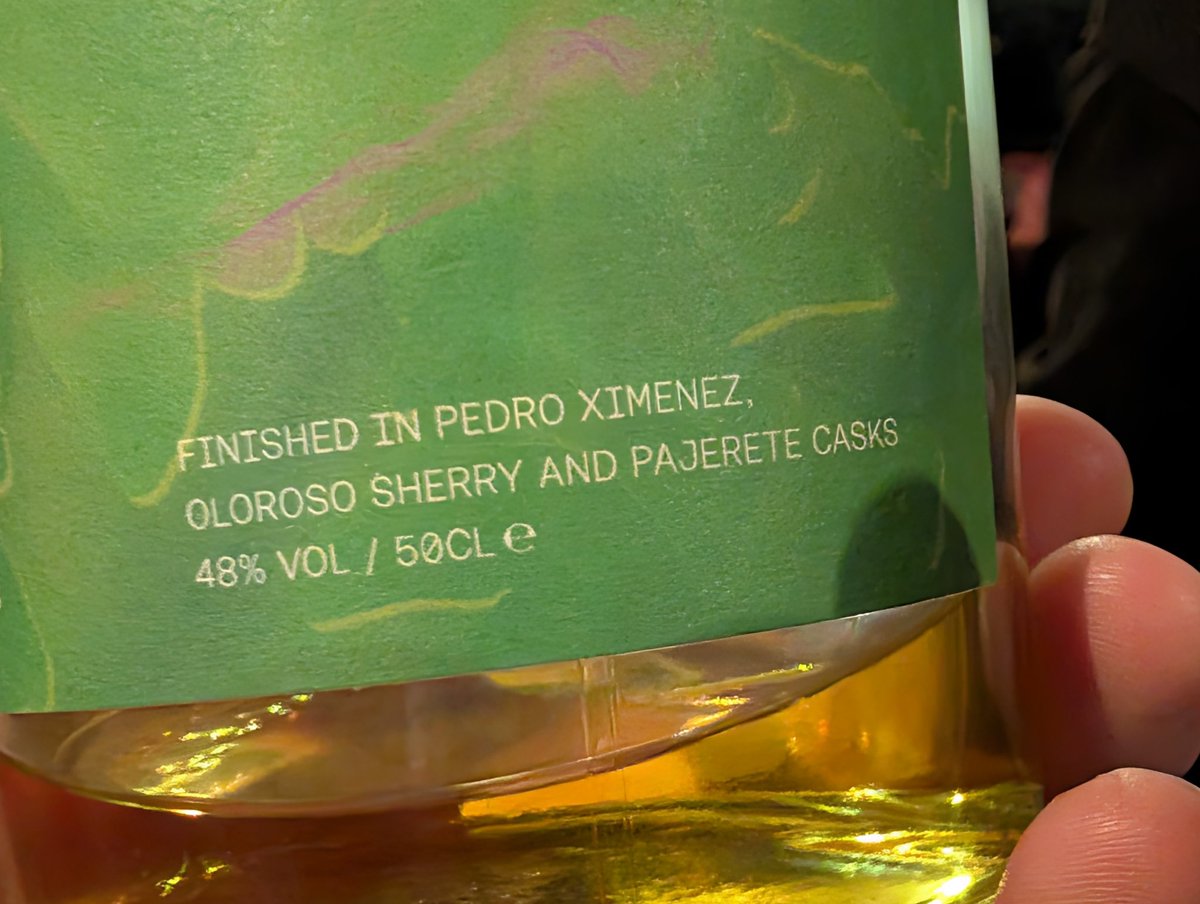 FINISHED IN PEDRO XIMENEZ,
OLOROSO SHERRY AND PAJERETE CASKS
48% VOL / 50CL ℮